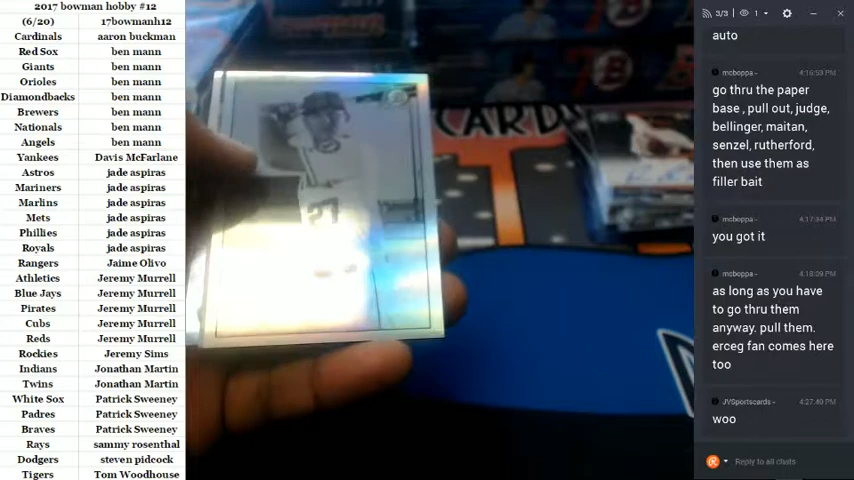 2017 bowman hobby #12
(6/20) 17bowmanh12
Cardinals aaron buckman
Red Sox ben mann
Giants ben mann
Orioles ben mann
Diamondbacks ben mann
Brewers ben mann
Nationals ben mann
Angels ben mann
Yankees Davis McFarlane
Astros jade aspiras
Mariners jade aspiras
Marlins jade aspiras
Mets jade aspiras
Phillies jade aspiras
Royals jade aspiras
Rangers Jaime Olivo
Athletics Jeremy Murrell
Blue Jays Jeremy Murrell
Pirates Jeremy Murrell
Cubs Jeremy Murrell
Reds Jeremy Murrell
Rockies Jeremy Sims
Indians Jonathan Martin
Twins Jonathan Martin
White Sox Patrick Sweeney
Padres Patrick Sweeney
Braves Patrick Sweeney
Rays sammy rosenthal
Dodgers steven pidcock
Tigers Tom Woodhouse
CARDS
27
3/3 1
auto
mcboppa 4:16:53 PM
go thru the paper
base , pull out, judge,
bellinger, maitan,
senzel, rutherford,
then use them as
filler bait
mcboppa 4:17:34 PM
you got it
mcboppa 4:18:09 PM
as long as you have
to go thru them
anyway. pull them.
erceg fan comes here
too
JVSportscards 4:27:40 PM
woo
Reply to all chats